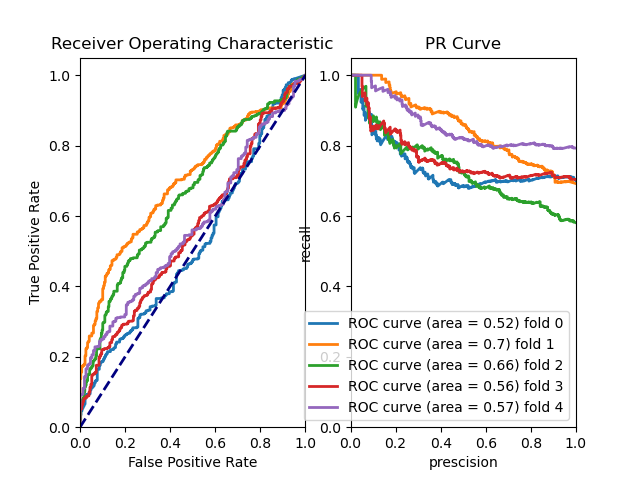 Receiver Operating Characteristic
PR Curve
1.0
0.8
0.6
0.4
0.2
0.0
True Positive Rate
0.0 0.2 0.4 0.6 0.8 1.0
False Positive Rate
1.0
0.8
0.6
0.4
0.2
0.0
recall
0.0 0.2 0.4 0.6 0.8 1.0
prescision
ROC curve (area = 0.52) fold 0
ROC curve (area = 0.7) fold 1
ROC curve (area = 0.66) fold 2
ROC curve (area = 0.56) fold 3
ROC curve (area = 0.57) fold 4